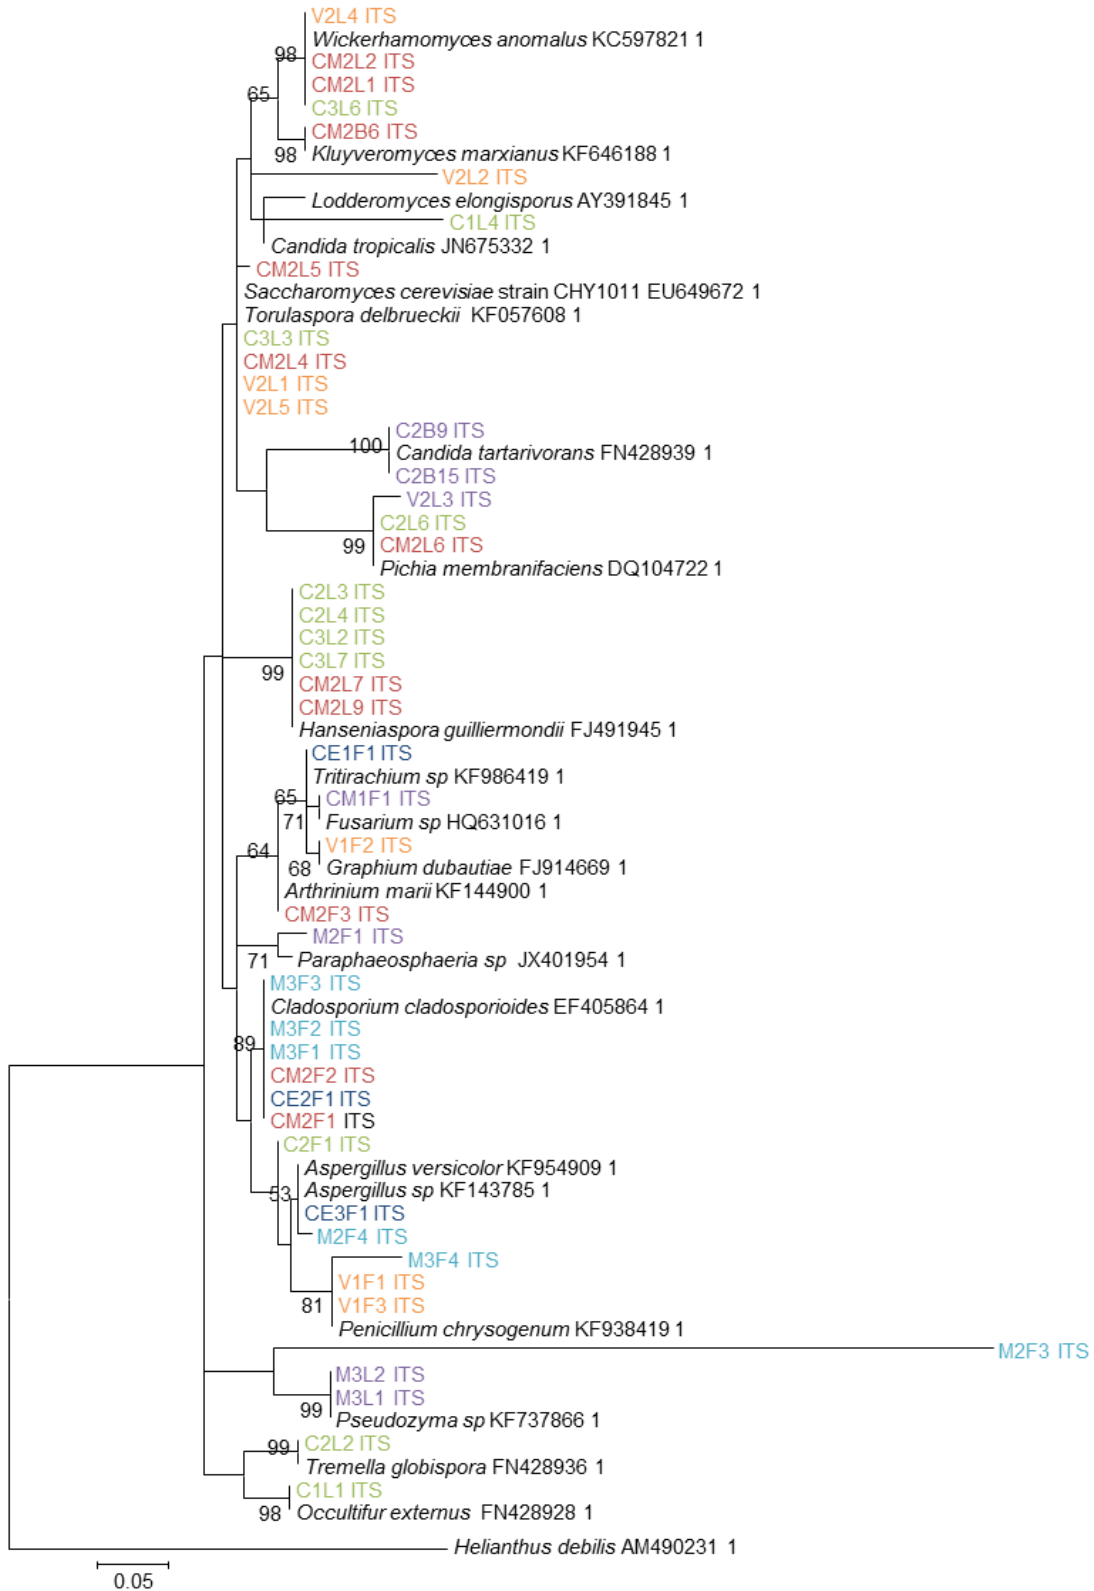 V2L4 ITS
Wickerhamomyces anomalus KC597821 1
98
CM2L2 ITS
CM2L1 ITS
65
C3L6 ITS
CM2B6 ITS
98 Kluyveromyces marxianus KF646188 1
V2L2 ITS
Lodderomyces elongisporus AY391845 1
C1L4 ITS
Candida tropicalis JN675332 1
CM2L5 ITS
Saccharomyces cerevisiae strain CHY1011 EU649672 1
Torulaspora delbrueckii KF057608 1
C3L3 ITS
CM2L4 ITS
V2L1 ITS
V2L5 ITS
C2B9 ITS
100 Candida tartarivorans FN428939 1
C2B15 ITS
V2L3 ITS
C2L6 ITS
99 CM2L6 ITS
Pichia membranifaciens DQ104722 1
C2L3 ITS
C2L4 ITS
C3L2 ITS
C3L7 ITS
99 CM2L7 ITS
CM2L9 ITS
Hanseniaspora guilliermondii FJ491945 1
CE1F1 ITS
Tritirachium sp KF986419 1
65 CM1F1 ITS
71 Fusarium sp HQ631016 1
V1F2 ITS
64
68 Graphium dubautiae FJ914669 1
Arthrinium marii KF144900 1
CM2F3 ITS
M2F1 ITS
71 Paraphaeosphaeria sp JX401954 1
M3F3 ITS
Cladosporium cladosporioides EF405864 1
M3F2 ITS
89 M3F1 ITS
CM2F2 ITS
CE2F1 ITS
CM2F1 ITS
C2F1 ITS
Aspergillus versicolor KF954909 1
53 Aspergillus sp KF143785 1
CE3F1 ITS
M2F4 ITS
M3F4 ITS
V1F1 ITS
81 V1F3 ITS
Penicillium chrysogenum KF938419 1
M2F3 ITS
M3L2 ITS
M3L1 ITS
99 Pseudozyma sp KF737866 1
99 C2L2 ITS
Tremella globispora FN428936 1
C1L1 ITS
98 Occultifur externus FN428928 1
Helianthus debilis AM490231 1
0.05